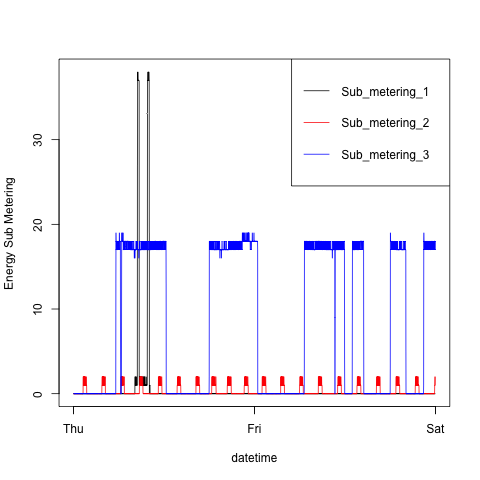 Sub_metering_1
Sub_metering_2
Sub_metering_3
Energy Sub Metering
30
20
10
0
Thu Fri Sat
datetime